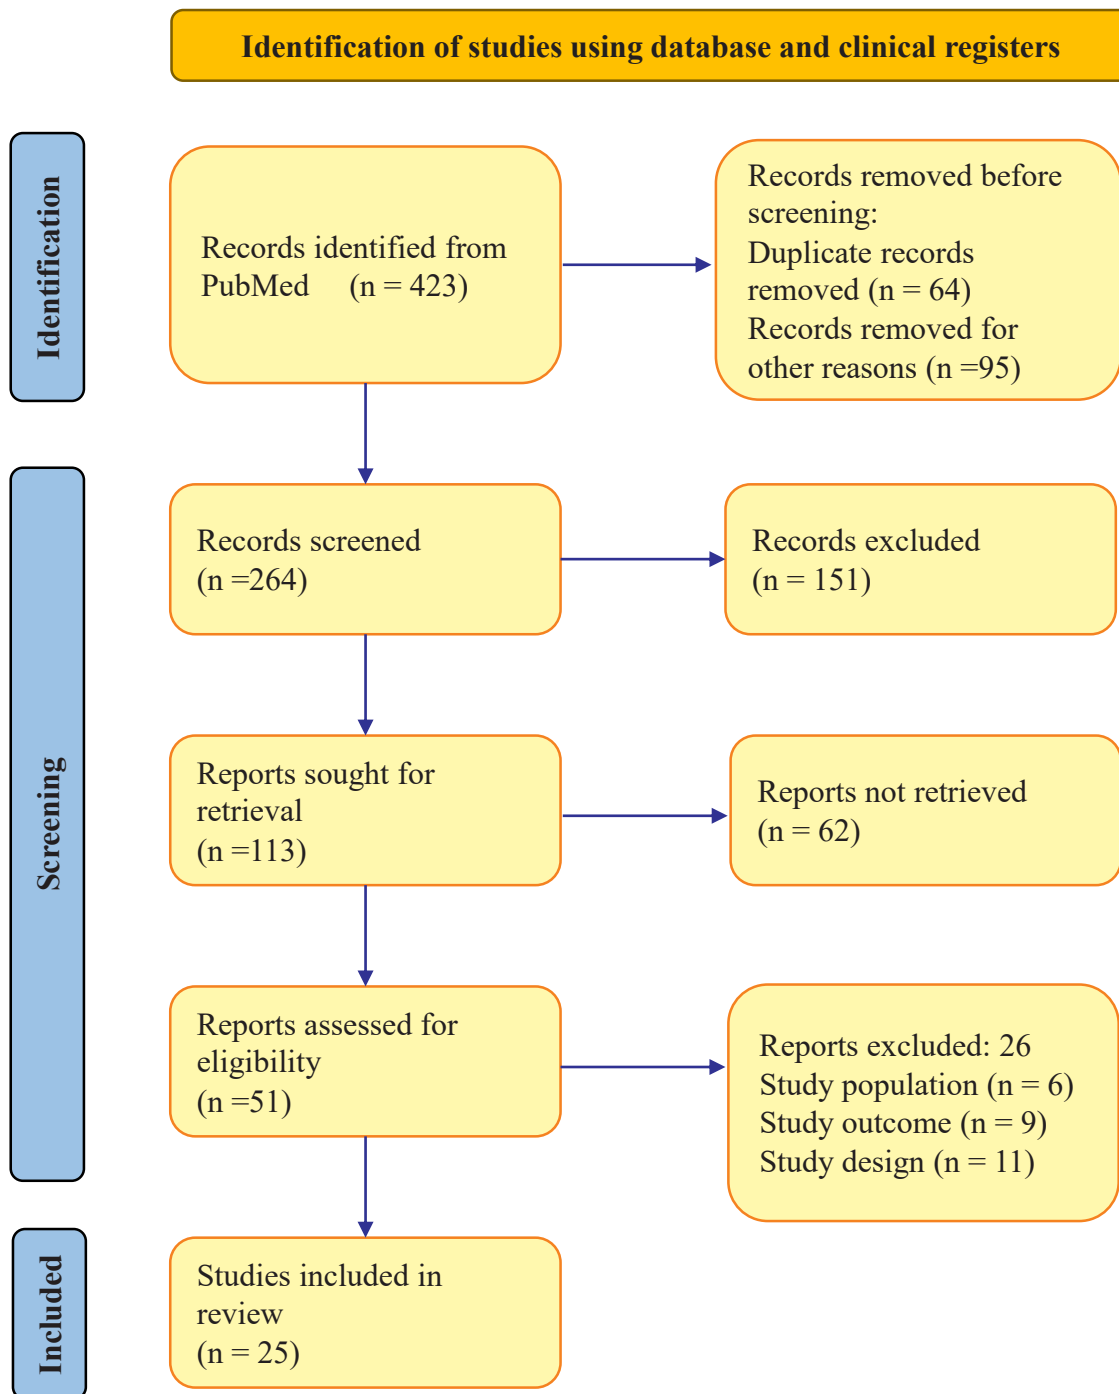 Identification of studies using database and clinical registers
Identification
Records identified from
PubMed (n = 423)
Records removed before
screening:
Duplicate records
removed (n = 64)
Records removed for
other reasons (n =95)
Screening
Records screened
(n =264)
Records excluded
(n = 151)
Reports sought for
retrieval
(n =113)
Reports not retrieved
(n = 62)
Reports assessed for
eligibility
(n =51)
Reports excluded: 26
Study population (n = 6)
Study outcome (n = 9)
Study design (n = 11)
Included
Studies included in
review
(n = 25)